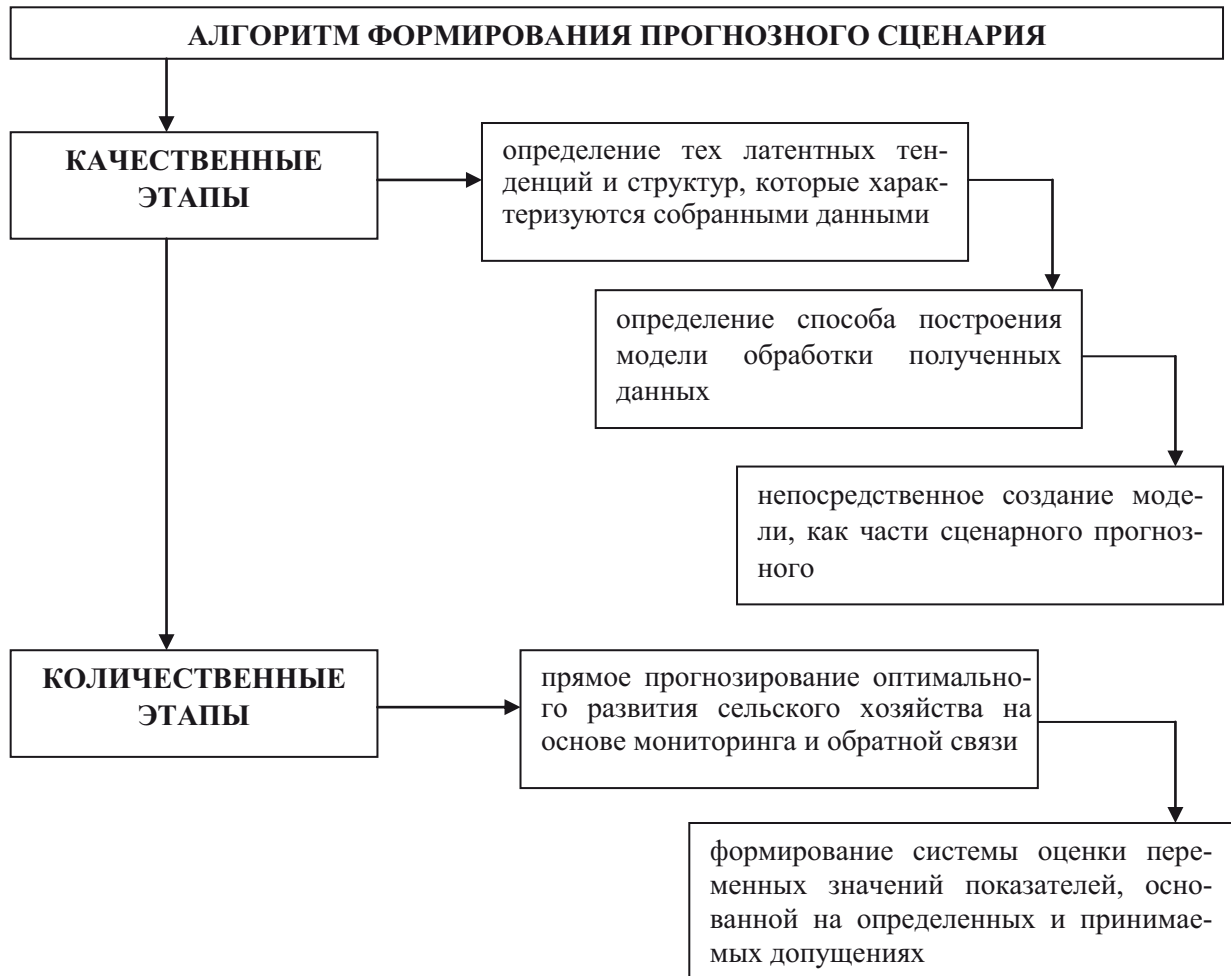 АЛГОРИТМ ФОРМИРОВАНИЯ ПРОГНОЗНОГО СЦЕНАРИЯ
КАЧЕСТВЕННЫЕ
ЭТАПЫ
определение тех латентных тен-
денций и структур, которые харак-
теризуются собранными данными
определение способа построения
модели обработки полученных
данных
непосредственное создание моде-
ли, как части сценарного прогноз-
ного
КОЛИЧЕСТВЕННЫЕ
ЭТАПЫ
прямое прогнозирование оптимально-
го развития сельского хозяйства на
основе мониторинга и обратной связи
формирование системы оценки пере-
менных значений показателей, осно-
ванной на определенных и принимае-
мых допущениях